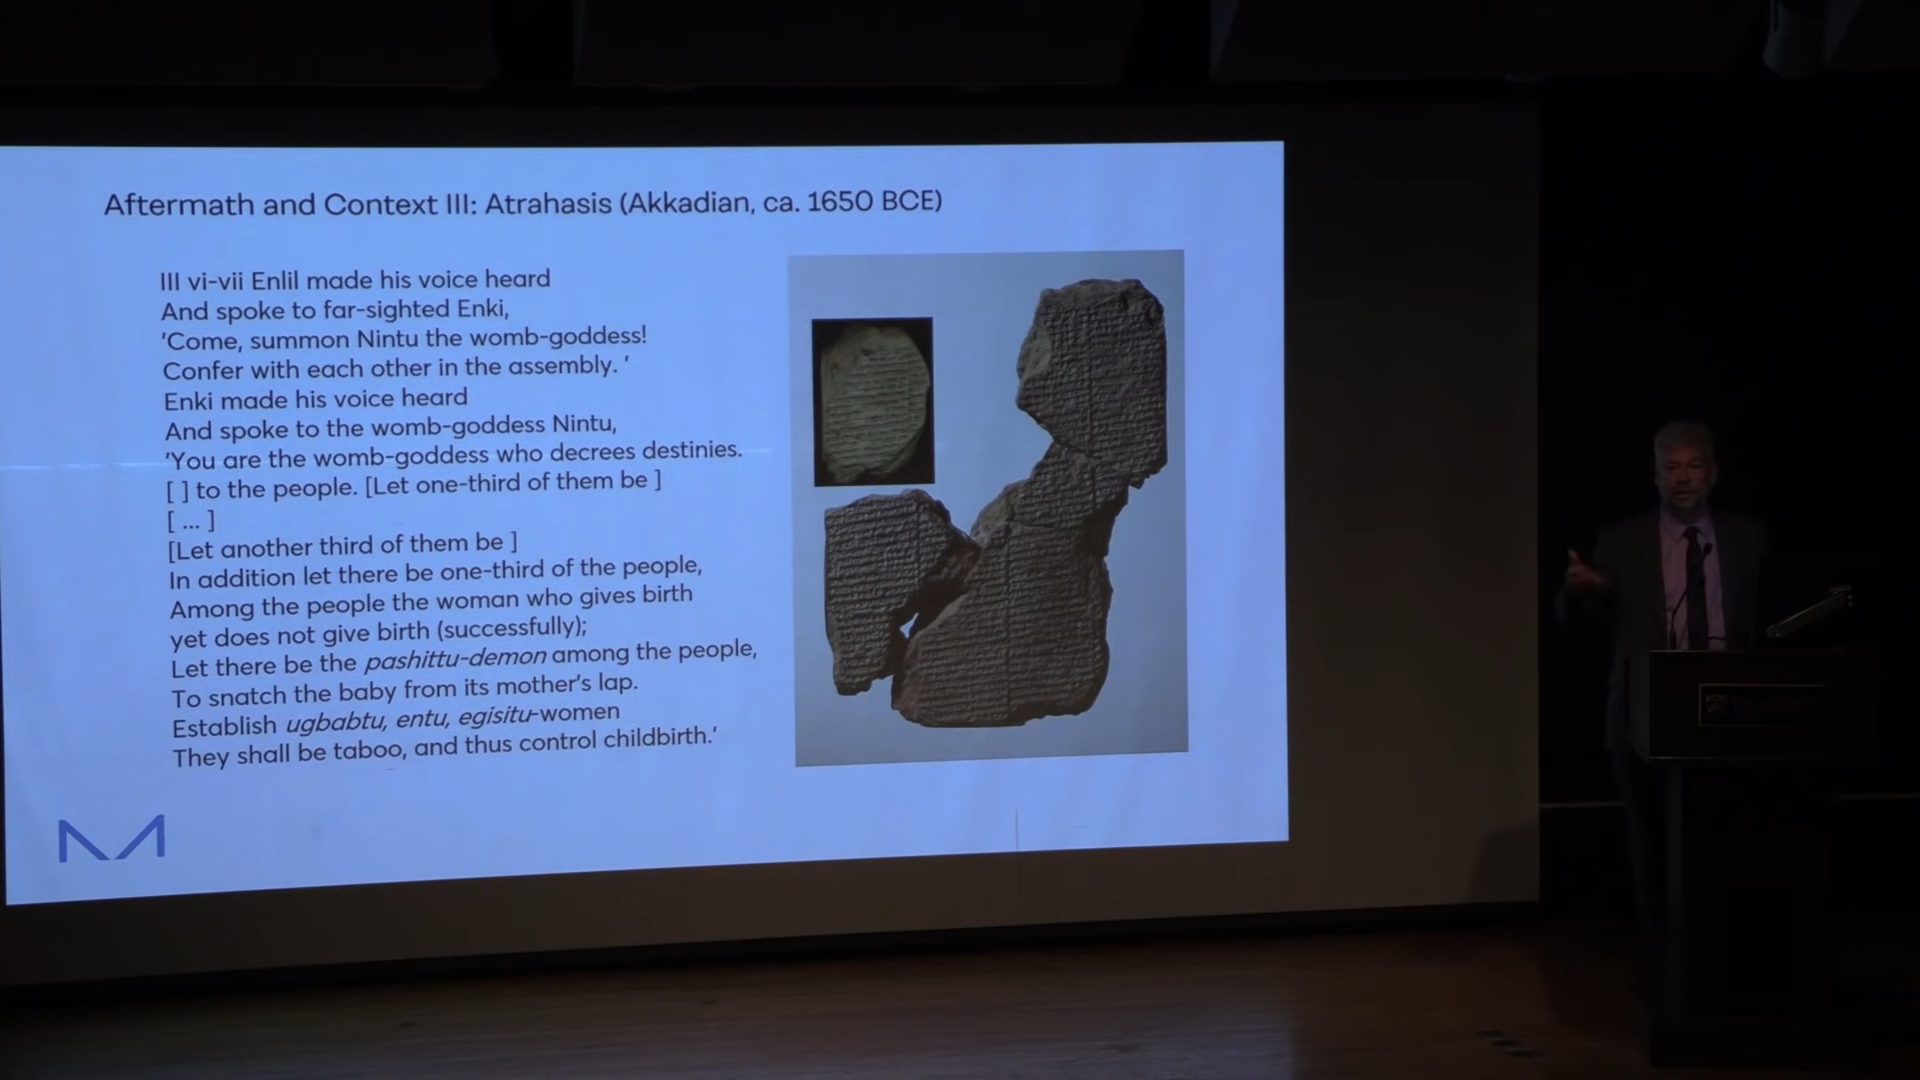 Aftermath and Context III: Atrahasis (Akkadian, ca. 1650 BCE)
III vi-vii Enlil made his voice heard
And spoke to far-sighted Enki,
'Come, summon Nintu the womb-goddess!
Confer with each other in the assembly. '
Enki made his voice heard
And spoke to the womb-goddess Nintu,
'You are the womb-goddess who decrees destinies.
[ ] to the people. [Let one-third of them be ]
[ ... ]
[Let another third of them be ]
In addition let there be one-third of the people,
Among the people the woman who gives birth
yet does not give birth (successfully);
Let there be the pashittu-demon among the people,
To snatch the baby from its mother's lap.
Establish ugbabtu, entu, egisitu-women
They shall be taboo, and thus control childbirth.'